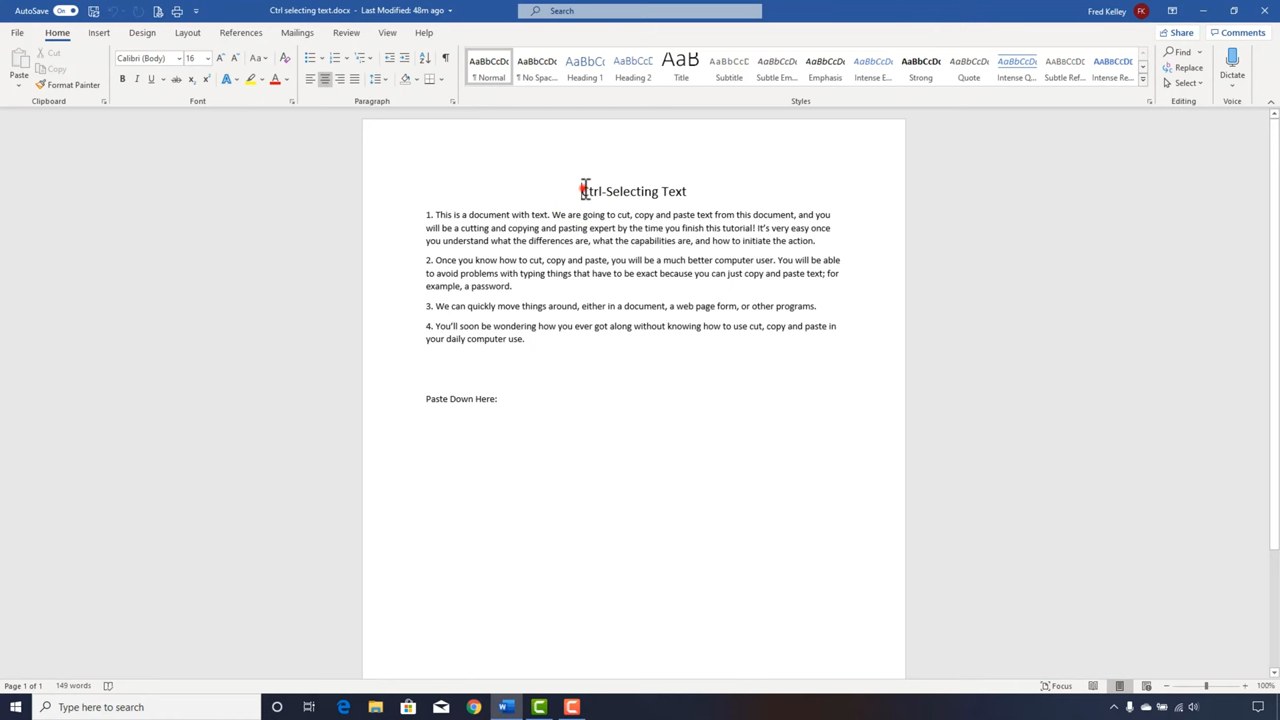 AutoSave On Ctrl selecting text.docx - Last Modified: 48m ago Search Fred Kelley FK
File Home Insert Design Layout References Mailings Review View Help Share Comments
Paste Cut Copy Format Painter
Calibri (Body) 16 Aa
B I U ab x₂ x² A A
AaBbCcDc AaBbCcDc AaBbCc AaBbCcD AaB AaBbCcD AaBbCcDc AaBbCcDc AaBbCcDc AaBbCcDc AaBbCcDc AaBbCcDc AaBbCcDc AaBbCcDc
¶ Normal ¶ No Spac... Heading 1 Heading 2 Title Subtitle Subtle Em... Emphasis Intense E... Strong Quote Intense Q... Subtle Ref... Intense Re...
Find Replace Select Dictate
Clipboard Font Paragraph Styles Editing Voice
Ctrl-Selecting Text
1. This is a document with text. We are going to cut, copy and paste text from this document, and you
will be a cutting and copying and pasting expert by the time you finish this tutorial! It's very easy once
you understand what the differences are, what the capabilities are, and how to initiate the action.
2. Once you know how to cut, copy and paste, you will be a much better computer user. You will be able
to avoid problems with typing things that have to be exact because you can just copy and paste text; for
example, a password.
3. We can quickly move things around, either in a document, a web page form, or other programs.
4. You'll soon be wondering how you ever got along without knowing how to use cut, copy and paste in
your daily computer use.
Paste Down Here:
Page 1 of 1 149 words Focus 100%
Type here to search